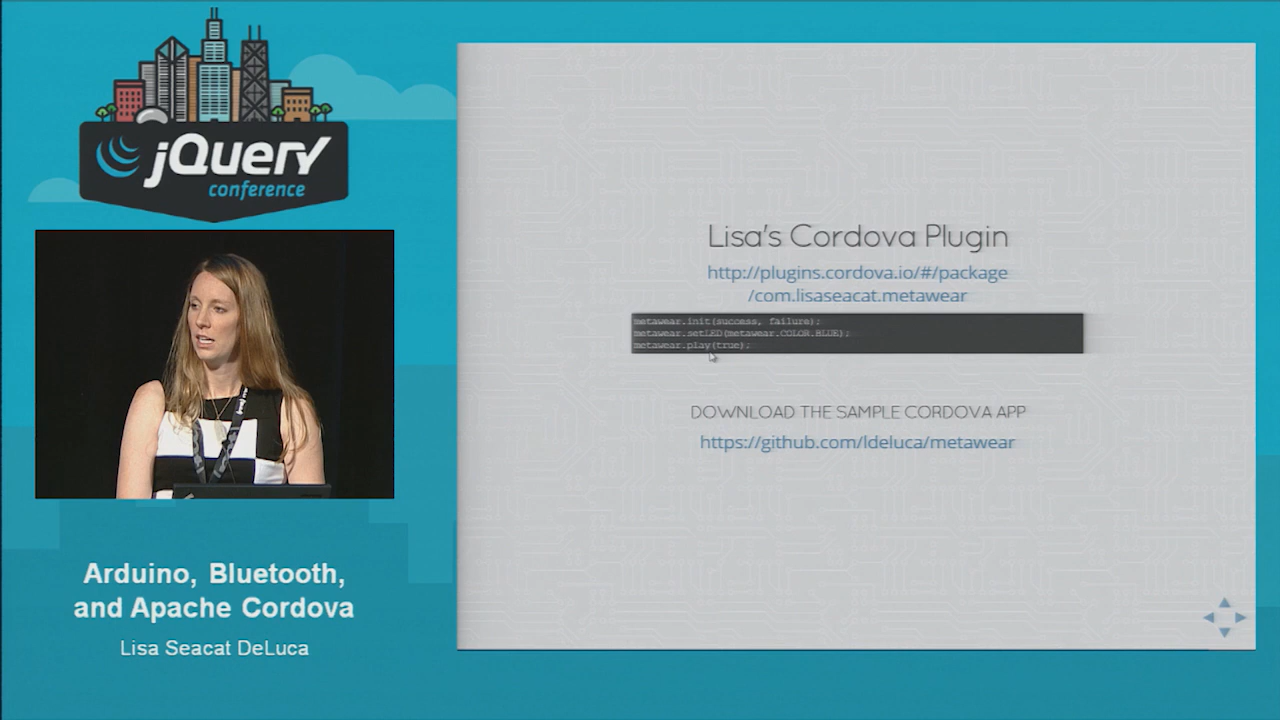 jQuery
conference
Arduino, Bluetooth,
and Apache Cordova
Lisa Seacat DeLuca
Lisa's Cordova Plugin
http://plugins.cordova.io/#/package
/com.lisaseacat.metawear
metawear.init(success, failure);
metawear.setLED(metawear.COLOR.BLUE);
metawear.play(true);
DOWNLOAD THE SAMPLE CORDOVA APP
https://github.com/ldeluca/metawear